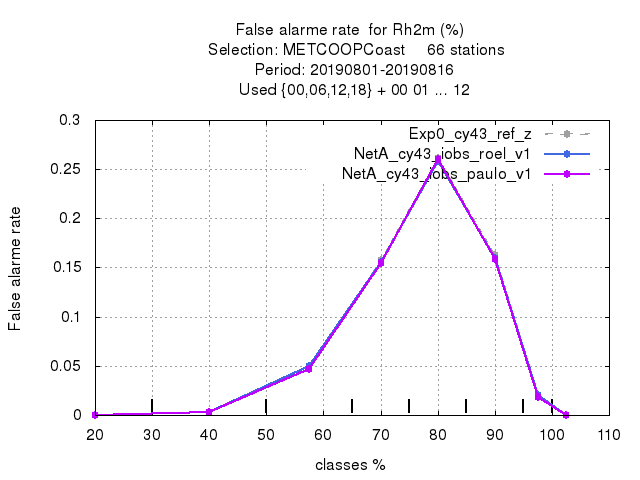 False alarme rate  for Rh2m (%)
Selection: METCOOPCoast     66 stations
Period: 20190801-20190816
Used {00,06,12,18} + 00 01 ... 12
Exp0_cy43_ref_z
NetA_cy43_iobs_roel_v1
NetA_cy43_iobs_paulo_v1
False alarme rate
0.3
0.25
0.2
0.15
0.1
0.05
0
20 30 40 50 60 70 80 90 100 110
classes %